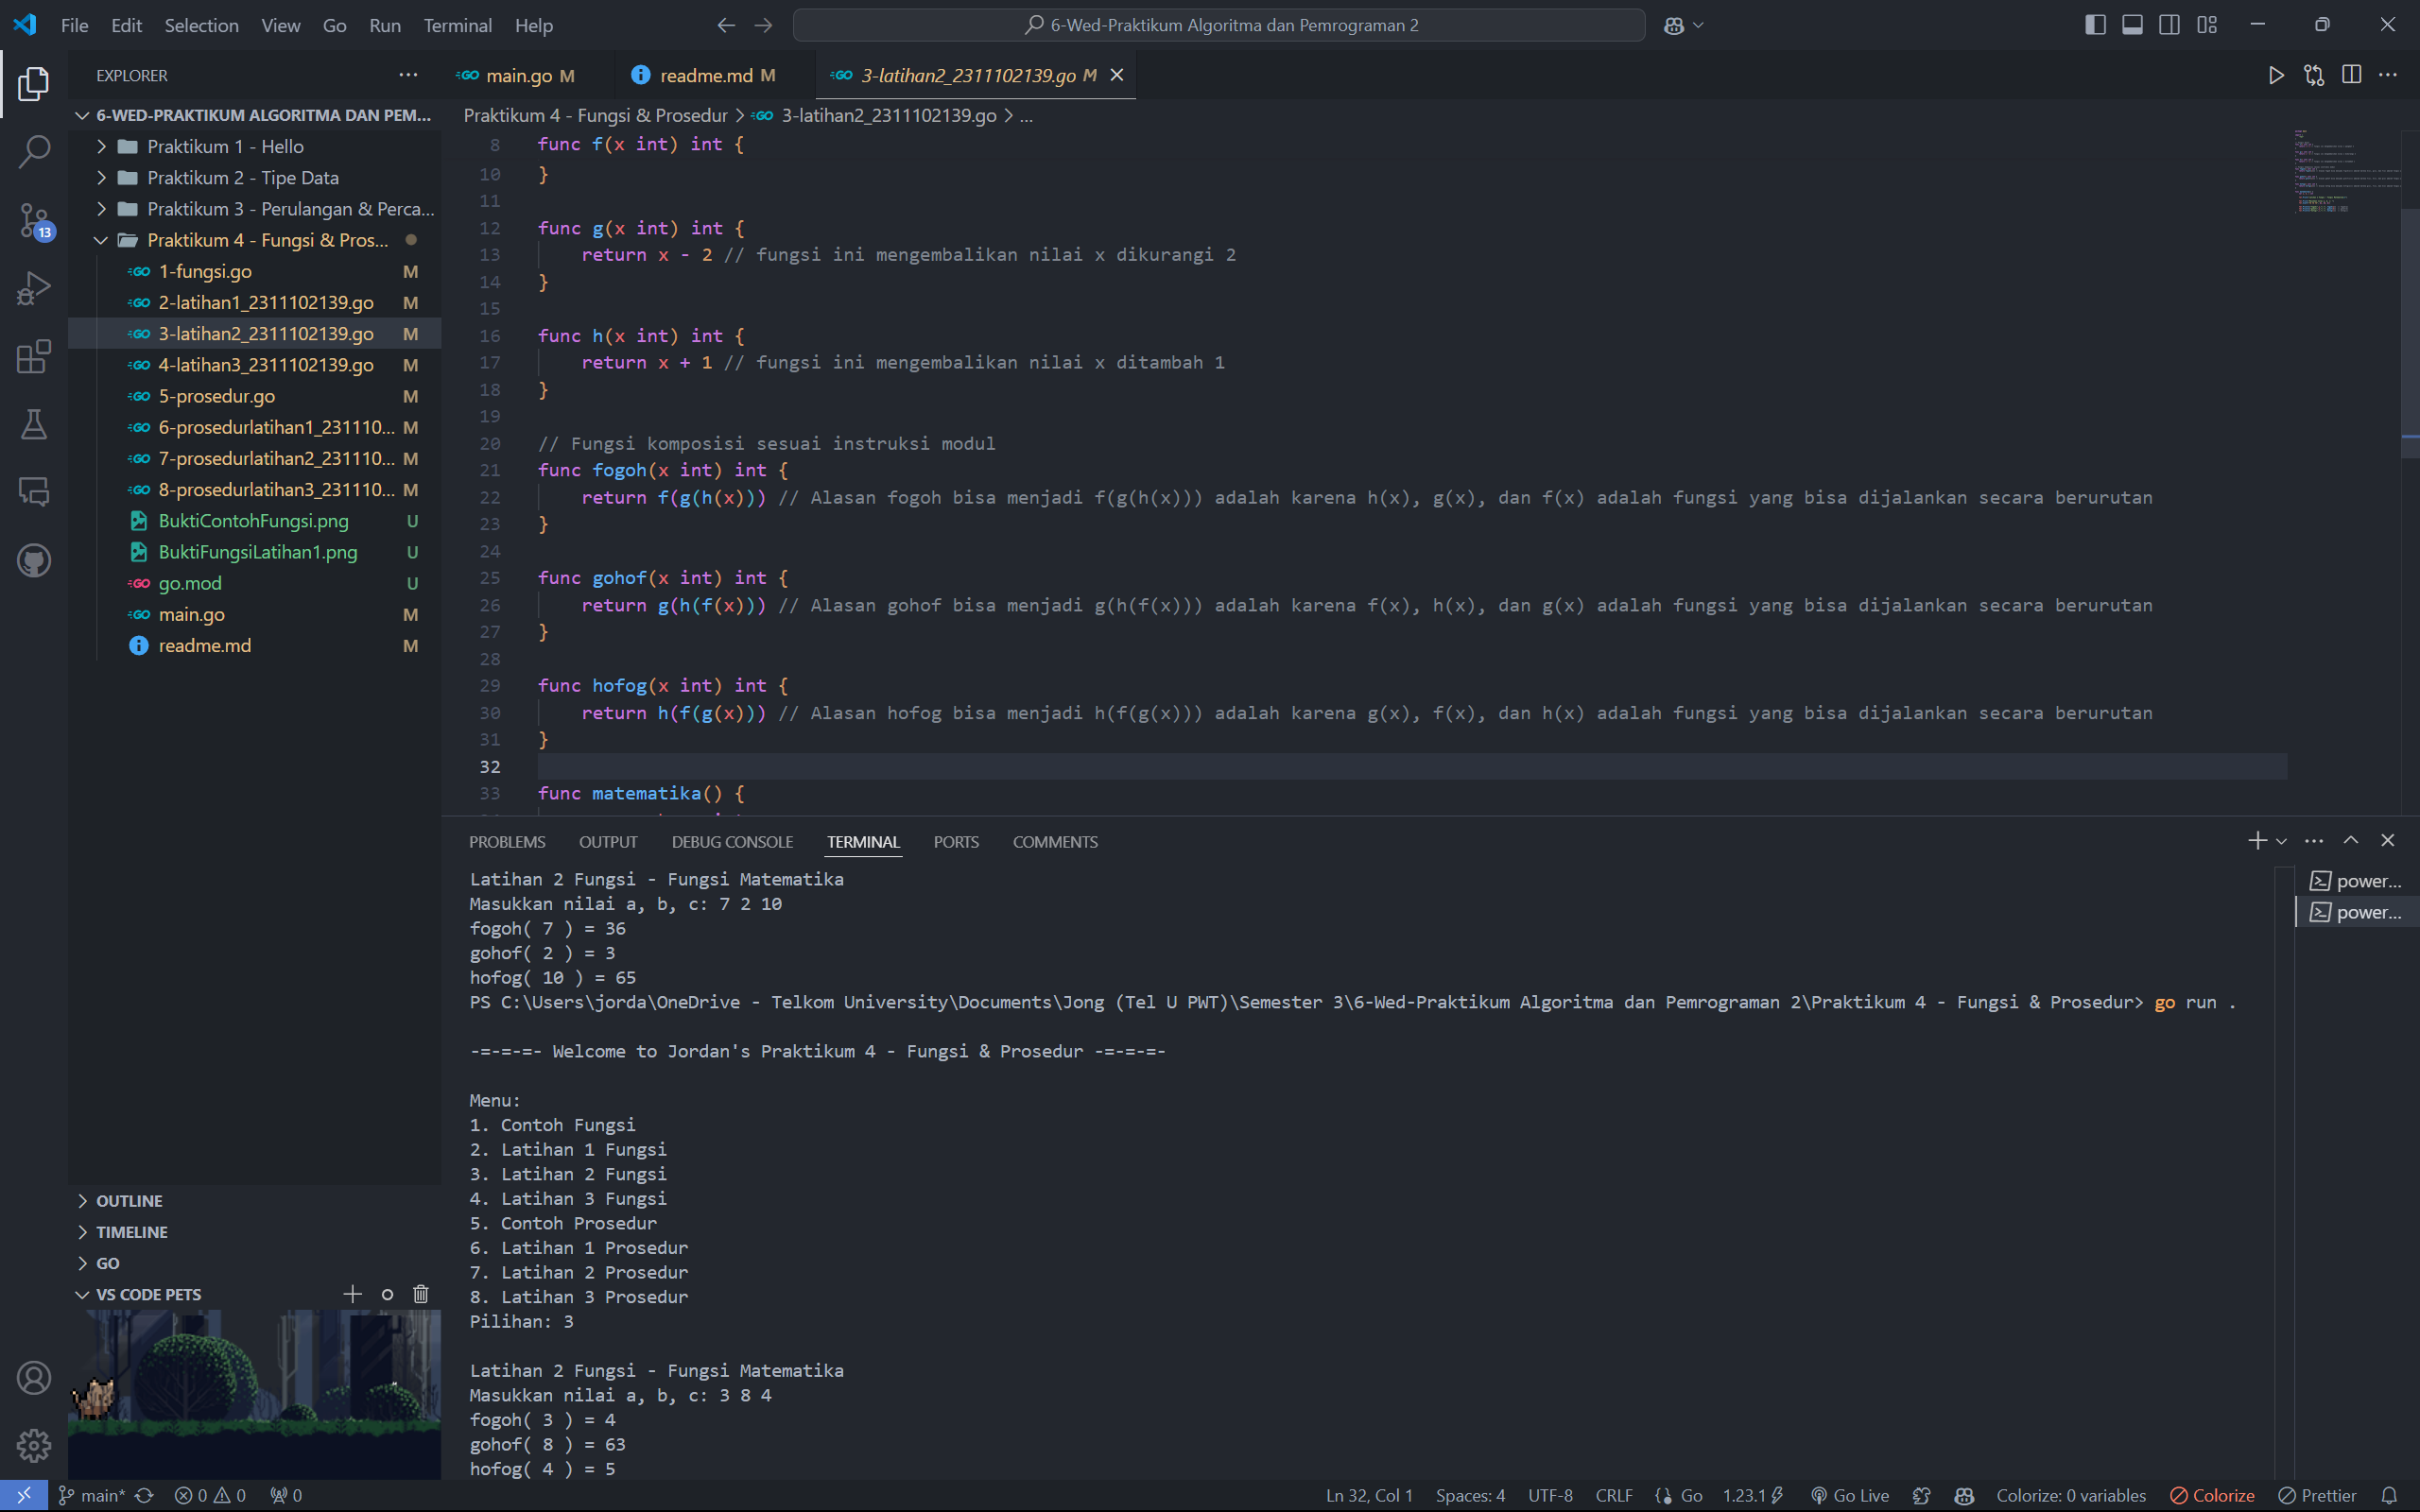 File Edit Selection View Go Run Terminal Help
6-Wed-Praktikum Algoritma dan Pemrograman 2
EXPLORER
6-WED-PRAKTIKUM ALGORITMA DAN PEM...
Praktikum 1 - Hello
Praktikum 2 - Tipe Data
Praktikum 3 - Perulangan & Perca...
Praktikum 4 - Fungsi & Pros...
1-fungsi.go M
2-latihan1_2311102139.go M
3-latihan2_2311102139.go M
4-latihan3_2311102139.go M
5-prosedur.go M
6-prosedurlatihan1_231110... M
7-prosedurlatihan2_231110... M
8-prosedurlatihan3_231110... M
BuktiContohFungsi.png U
BuktiFungsiLatihan1.png U
go.mod U
main.go M
readme.md M
13
OUTLINE
TIMELINE
GO
VS CODE PETS
main.go M readme.md M 3-latihan2_2311102139.go M
Praktikum 4 - Fungsi & Prosedur > 3-latihan2_2311102139.go > ...
8 func f(x int) int {
10 }
11
12 func g(x int) int {
13 return x - 2 // fungsi ini mengembalikan nilai x dikurangi 2
14 }
15
16 func h(x int) int {
17 return x + 1 // fungsi ini mengembalikan nilai x ditambah 1
18 }
19
20 // Fungsi komposisi sesuai instruksi modul
21 func fogoh(x int) int {
22 return f(g(h(x))) // Alasan fogoh bisa menjadi f(g(h(x))) adalah karena h(x), g(x), dan f(x) adalah fungsi yang bisa dijalankan secara berurutan
23 }
24
25 func gohof(x int) int {
26 return g(h(f(x))) // Alasan gohof bisa menjadi g(h(f(x))) adalah karena f(x), h(x), dan g(x) adalah fungsi yang bisa dijalankan secara berurutan
27 }
28
29 func hofog(x int) int {
30 return h(f(g(x))) // Alasan hofog bisa menjadi h(f(g(x))) adalah karena g(x), f(x), dan h(x) adalah fungsi yang bisa dijalankan secara berurutan
31 }
32
33 func matematika() {
PROBLEMS OUTPUT DEBUG CONSOLE TERMINAL PORTS COMMENTS
power...
power...
Latihan 2 Fungsi - Fungsi Matematika
Masukkan nilai a, b, c: 7 2 10
fogoh( 7 ) = 36
gohof( 2 ) = 3
hofog( 10 ) = 65
PS C:\Users\jorda\OneDrive - Telkom University\Documents\Jong (Tel U PWT)\Semester 3\6-Wed-Praktikum Algoritma dan Pemrograman 2\Praktikum 4 - Fungsi & Prosedur> go run .
-=-=-=- Welcome to Jordan's Praktikum 4 - Fungsi & Prosedur -=-=-=-
Menu:
1. Contoh Fungsi
2. Latihan 1 Fungsi
3. Latihan 2 Fungsi
4. Latihan 3 Fungsi
5. Contoh Prosedur
6. Latihan 1 Prosedur
7. Latihan 2 Prosedur
8. Latihan 3 Prosedur
Pilihan: 3
Latihan 2 Fungsi - Fungsi Matematika
Masukkan nilai a, b, c: 3 8 4
fogoh( 3 ) = 4
gohof( 8 ) = 63
hofog( 4 ) = 5
main* 0 0 0 Ln 32, Col 1 Spaces: 4 UTF-8 CRLF Go 1.23.1 Go Live Colorize: 0 variables Colorize Prettier